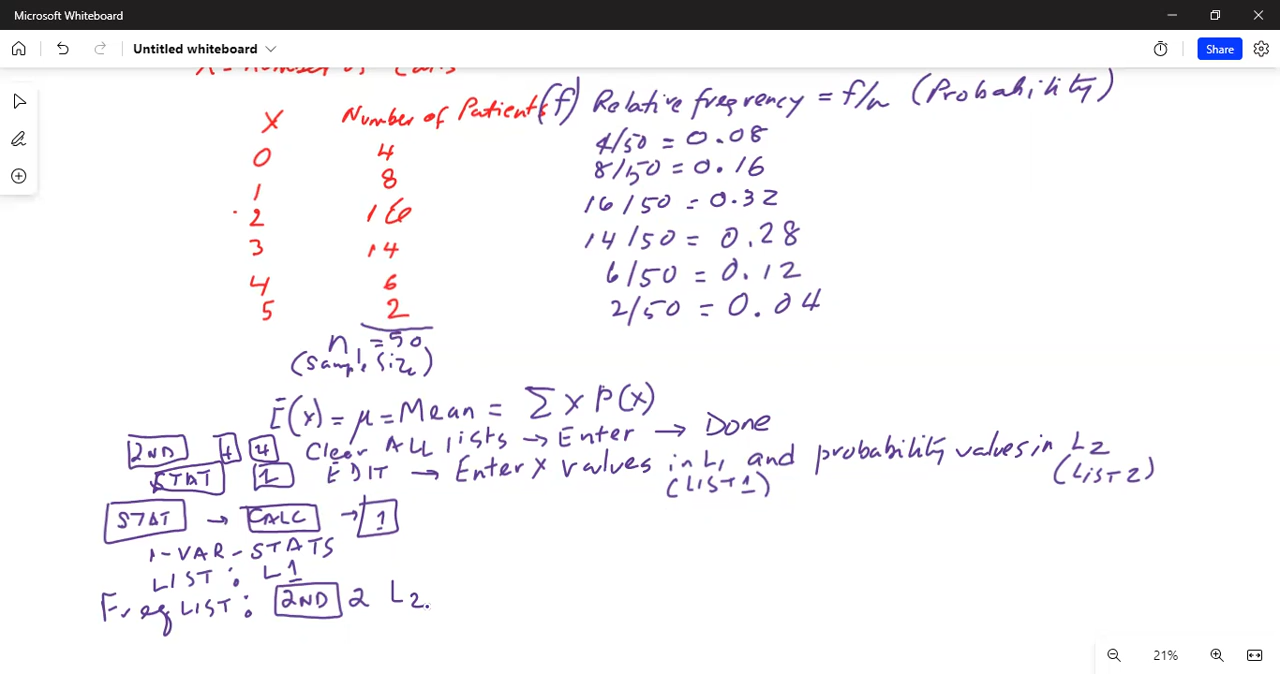 Microsoft Whiteboard
Untitled whiteboard
Share
X = Number of
X Number of Patients (f) Relative freqrency = f/n (Probability)
0 4 4/50 = 0.08
1 8 8/50 = 0.16
2 16 16/50 = 0.32
3 14 14/50 = 0.28
4 6 6/50 = 0.12
5 2 2/50 = 0.04
n = 50
(Sample Size)
E(x) = μ = Mean = Σ x P(x)
2ND + 4 Clear ALL lists → Enter → Done
STAT 1 EDIT → Enter x values in L1 and probability values in L2
(LIST 1) (LiST 2)
STAT → CALC → 1
1-VAR-STATS
LIST : L1
Freq LIST : 2ND 2 L2.
21%